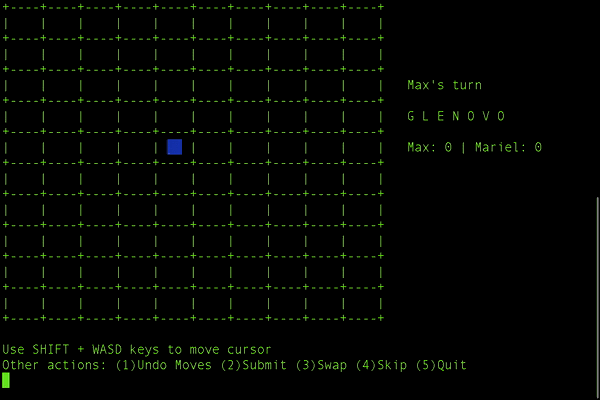 Max's turn
G L E N O V O
Max: 0 | Mariel: 0
Use SHIFT + WASD keys to move cursor
Other actions: (1)Undo Moves (2)Submit (3)Swap (4)Skip (5)Quit